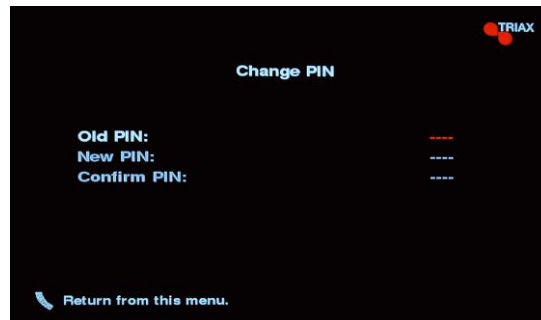 TRIAX
Change PIN
Old PIN: ----
New PIN: ----
Confirm PIN: ----
Return from this menu.